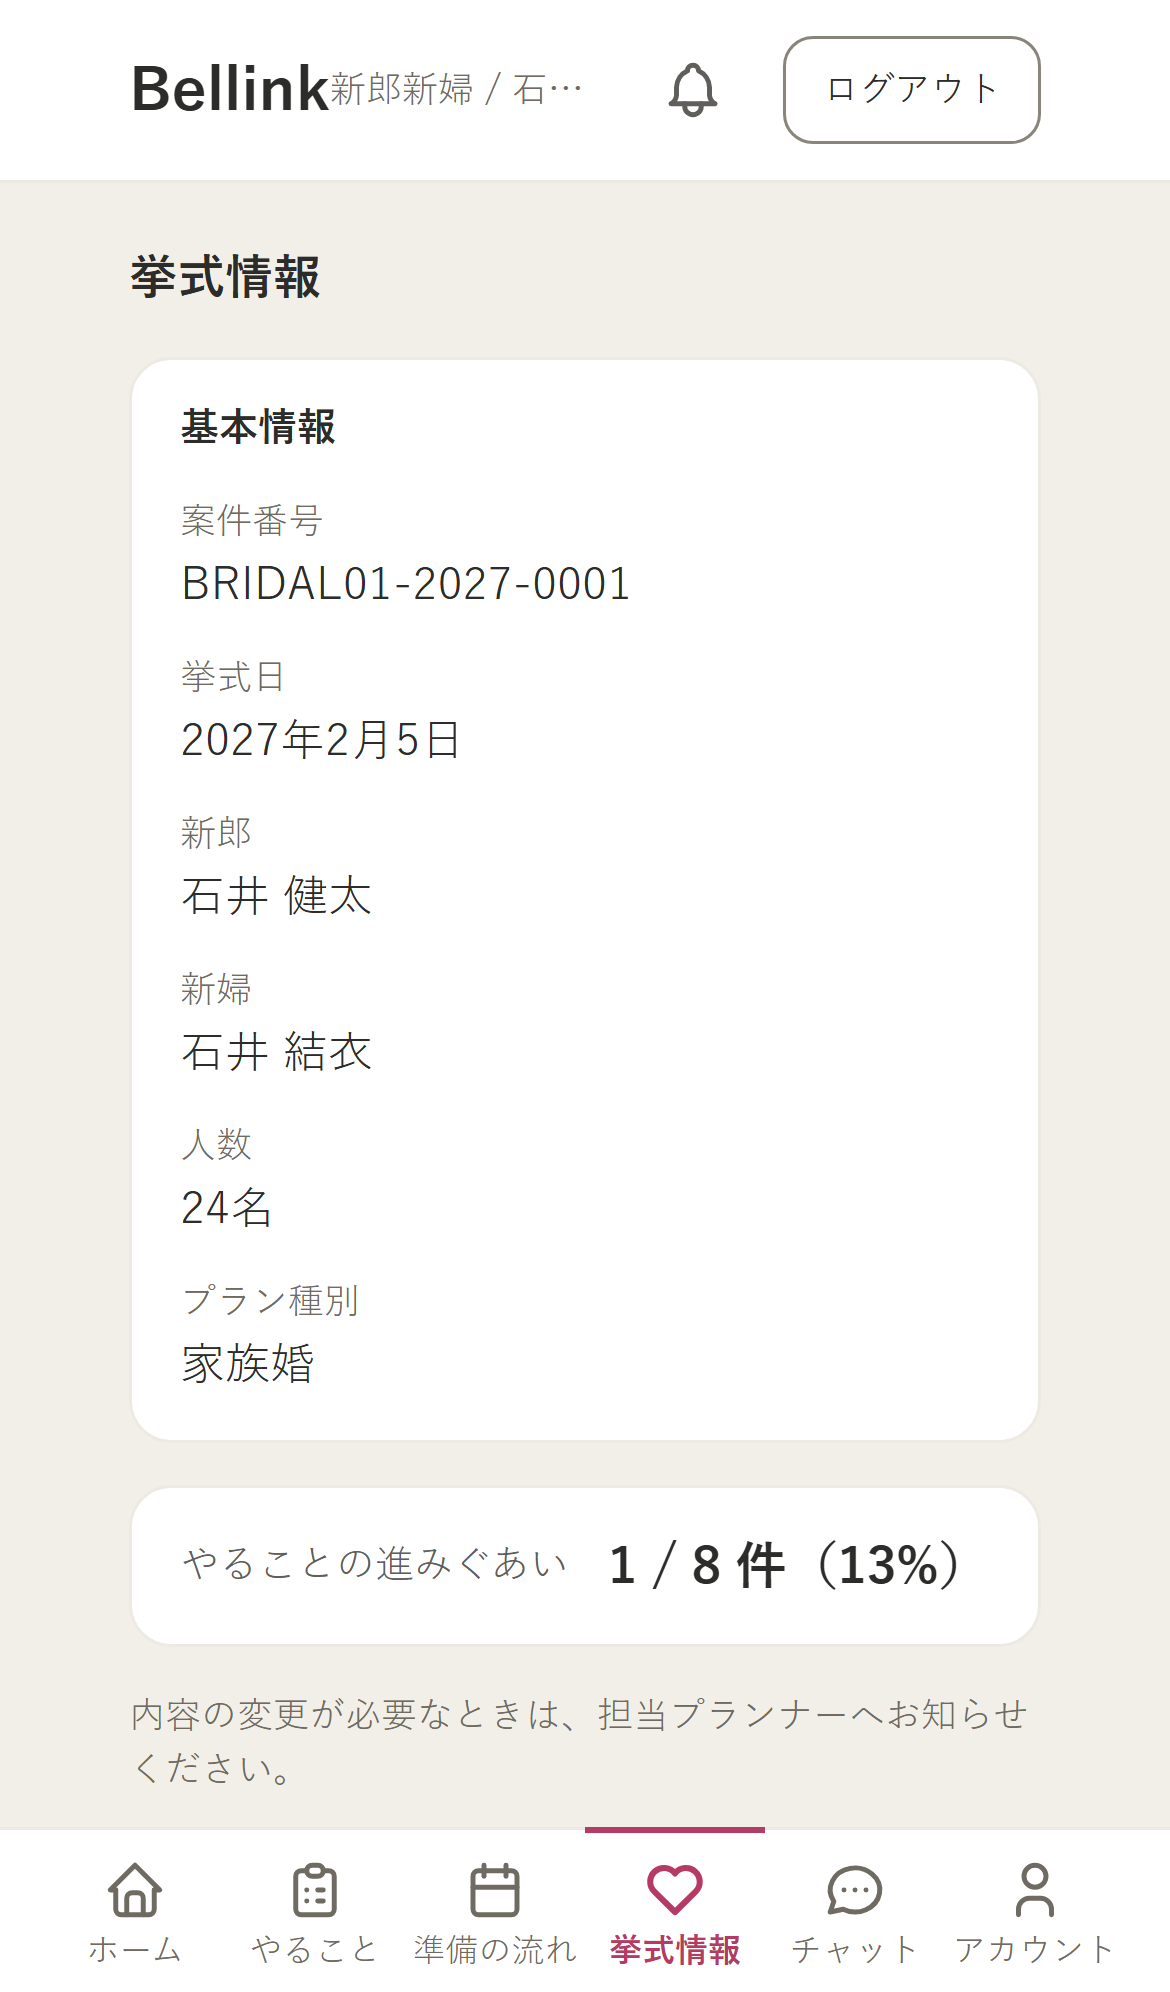 Bellink新郎新婦 / 石…
ログアウト
挙式情報
基本情報
案件番号
BRIDAL01-2027-0001
挙式日
2027年2月5日
新郎
石井 健太
新婦
石井 結衣
人数
24名
プラン種別
家族婚
やることの進みぐあい 1 / 8 件（13%）
内容の変更が必要なときは、担当プランナーへお知らせ
ください。
ホーム やること 準備の流れ 挙式情報 チャット アカウント